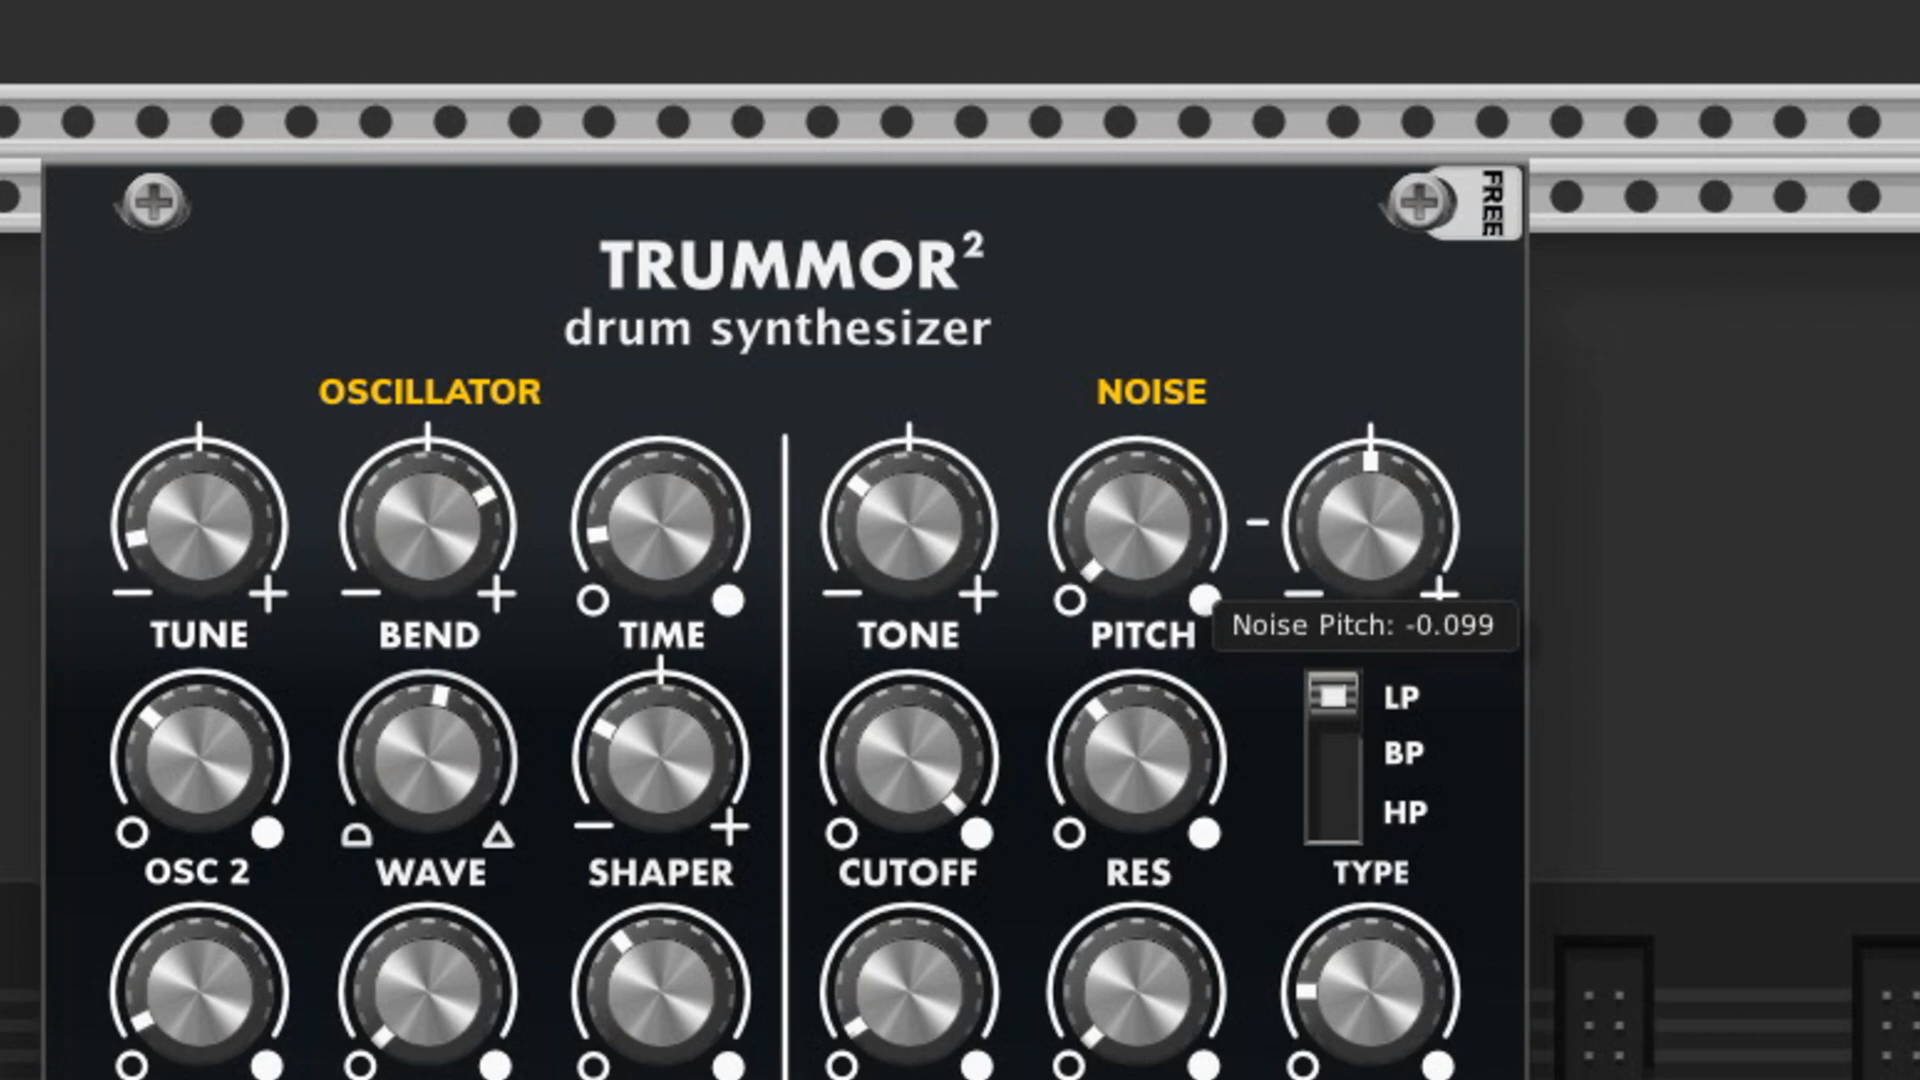 FREE
TRUMMOR²
drum synthesizer
OSCILLATOR NOISE
TUNE BEND TIME TONE PITCH
Noise Pitch: -0.099
LP
BP
HP
OSC 2 WAVE SHAPER CUTOFF RES TYPE